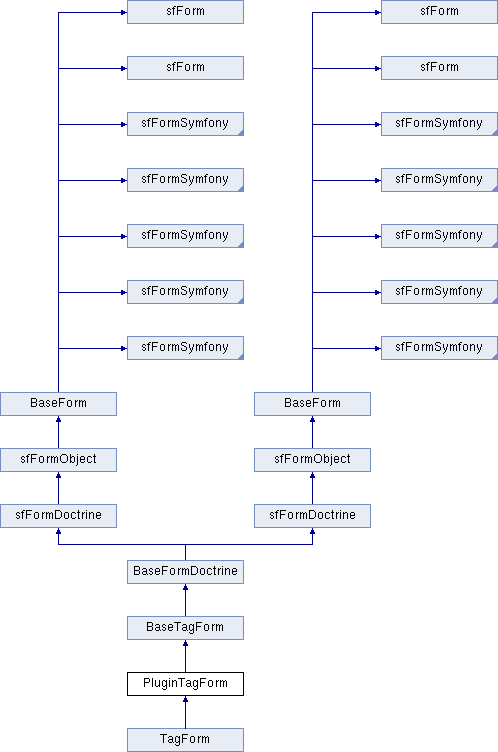 sfForm sfForm
sfForm sfForm
sfFormSymfony sfFormSymfony
sfFormSymfony sfFormSymfony
sfFormSymfony sfFormSymfony
sfFormSymfony sfFormSymfony
sfFormSymfony sfFormSymfony
BaseForm BaseForm
sfFormObject sfFormObject
sfFormDoctrine sfFormDoctrine
BaseFormDoctrine
BaseTagForm
PluginTagForm
TagForm